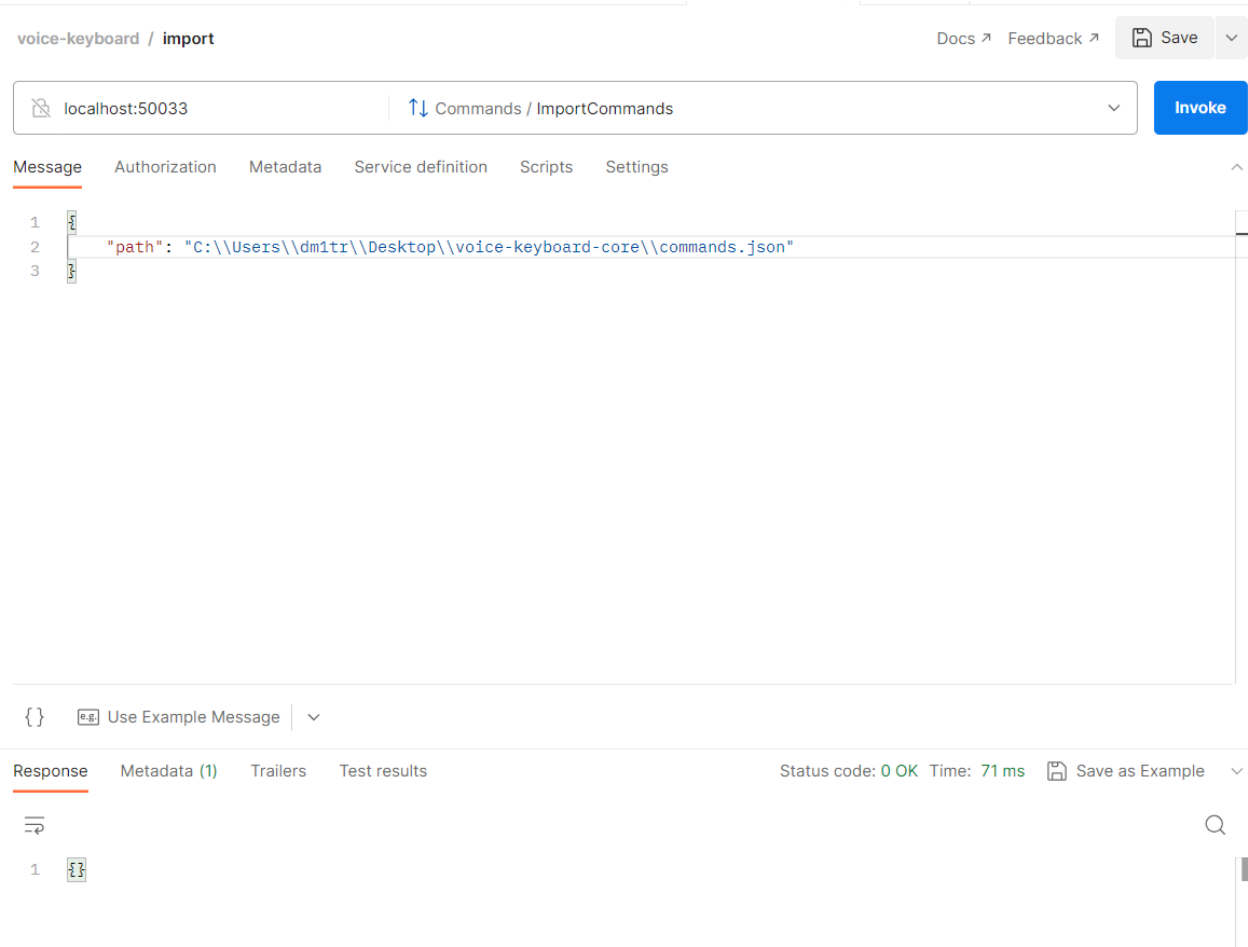 voice-keyboard / import
Docs ↗ Feedback ↗ Save
localhost:50033
Commands / ImportCommands
Invoke
Message Authorization Metadata Service definition Scripts Settings
1 {
2 "path": "C:\\Users\\dm1tr\\Desktop\\voice-keyboard-core\\commands.json"
3 }
{} e.g. Use Example Message
Response Metadata (1) Trailers Test results Status code: 0 OK Time: 71 ms Save as Example
1 {}